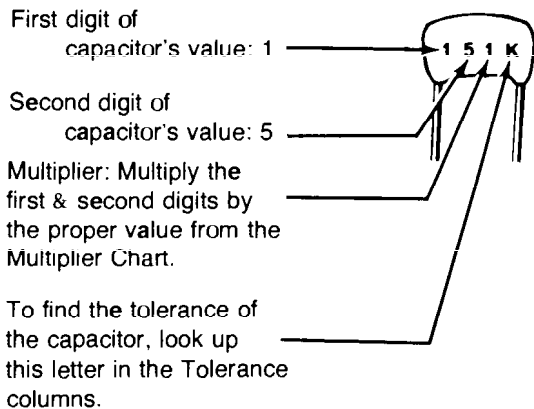 First digit of
capacitor's value: 1
1 5 1 K
Second digit of
capacitor's value: 5
Multiplier: Multiply the
first & second digits by
the proper value from the
Multiplier Chart.
To find the tolerance of
the capacitor, look up
this letter in the Tolerance
columns.